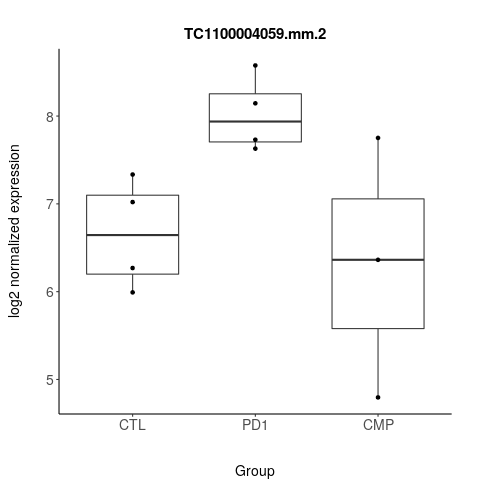 TC1100004059.mm.2
log2 normalized expression
8
7
6
5
CTL PD1 CMP
Group